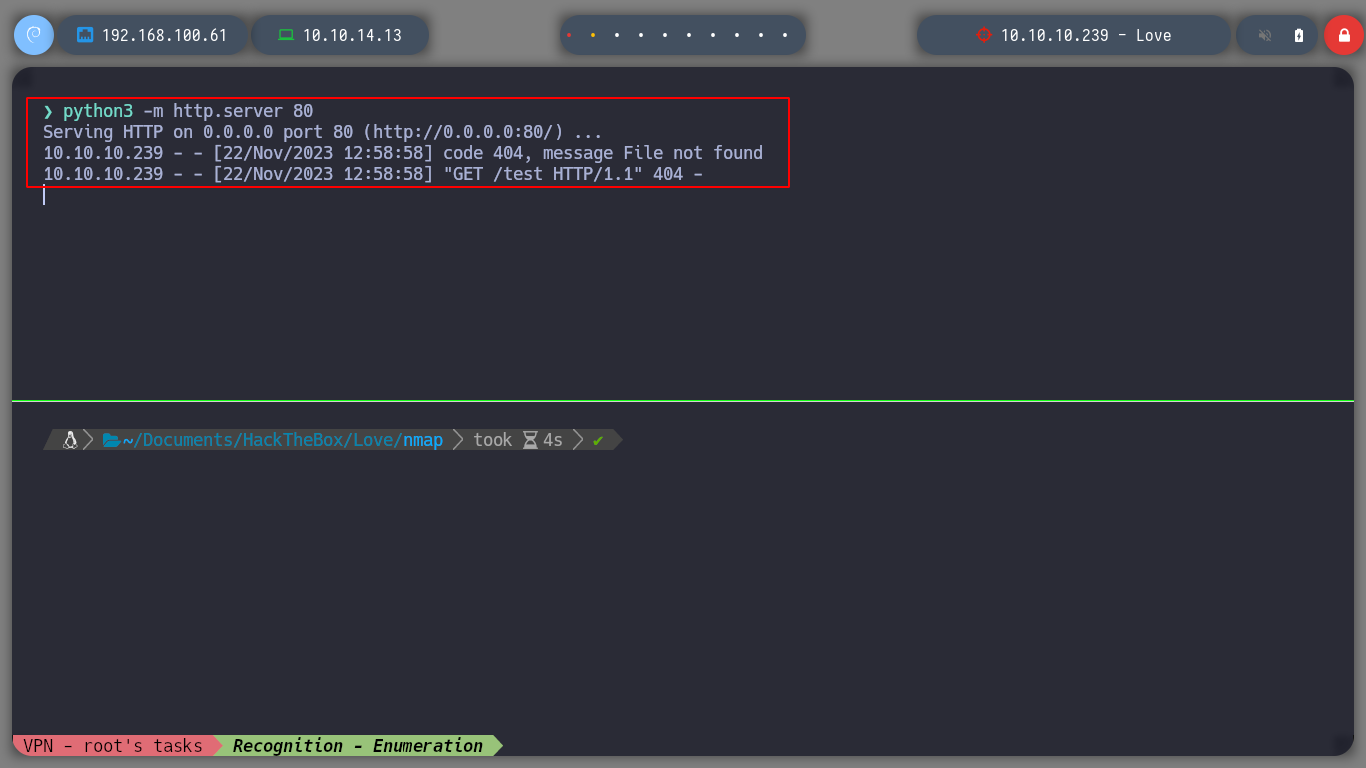 192.168.100.61
10.10.14.13
10.10.10.239 - Love
❯ python3 -m http.server 80
Serving HTTP on 0.0.0.0 port 80 (http://0.0.0.0:80/) ...
10.10.10.239 - - [22/Nov/2023 12:58:58] code 404, message File not found
10.10.10.239 - - [22/Nov/2023 12:58:58] "GET /test HTTP/1.1" 404 -
~/Documents/HackTheBox/Love/nmap took 4s ✔
VPN - root's tasks Recognition - Enumeration